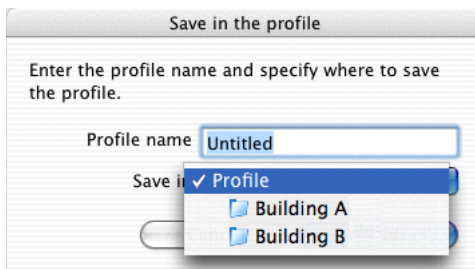 Save in the profile
Enter the profile name and specify where to save
the profile.
Profile name Untitled
Save i ✓ Profile
Building A
Building B